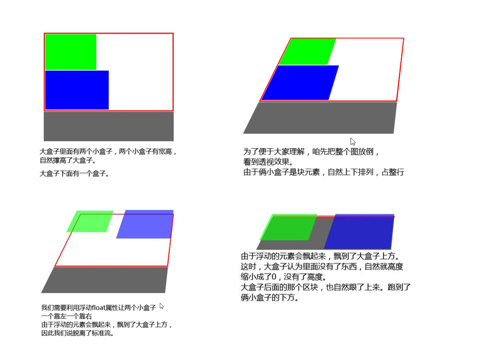 大盒子里面有两个小盒子，两个小盒子有宽高，
自然撑高了大盒子。
大盒子下面有一个盒子。
为了便于大家理解，咱先把整个图放倒，
看到透视效果。
由于俩小盒子是块元素，自然上下排列，占整行
我们需要利用浮动float属性让两个小盒子
一个靠左一个靠右
由于浮动的元素会飘起来，飘到了大盒子上方，
因此我们说脱离了标准流。
由于浮动的元素会飘起来，飘到了大盒子上方。
这时，大盒子认为里面没有了东西，自然就高度
缩小成了0，没有了高度。
大盒子后面的那个区块，也自然跟了上来。跑到了
俩小盒子的下方。